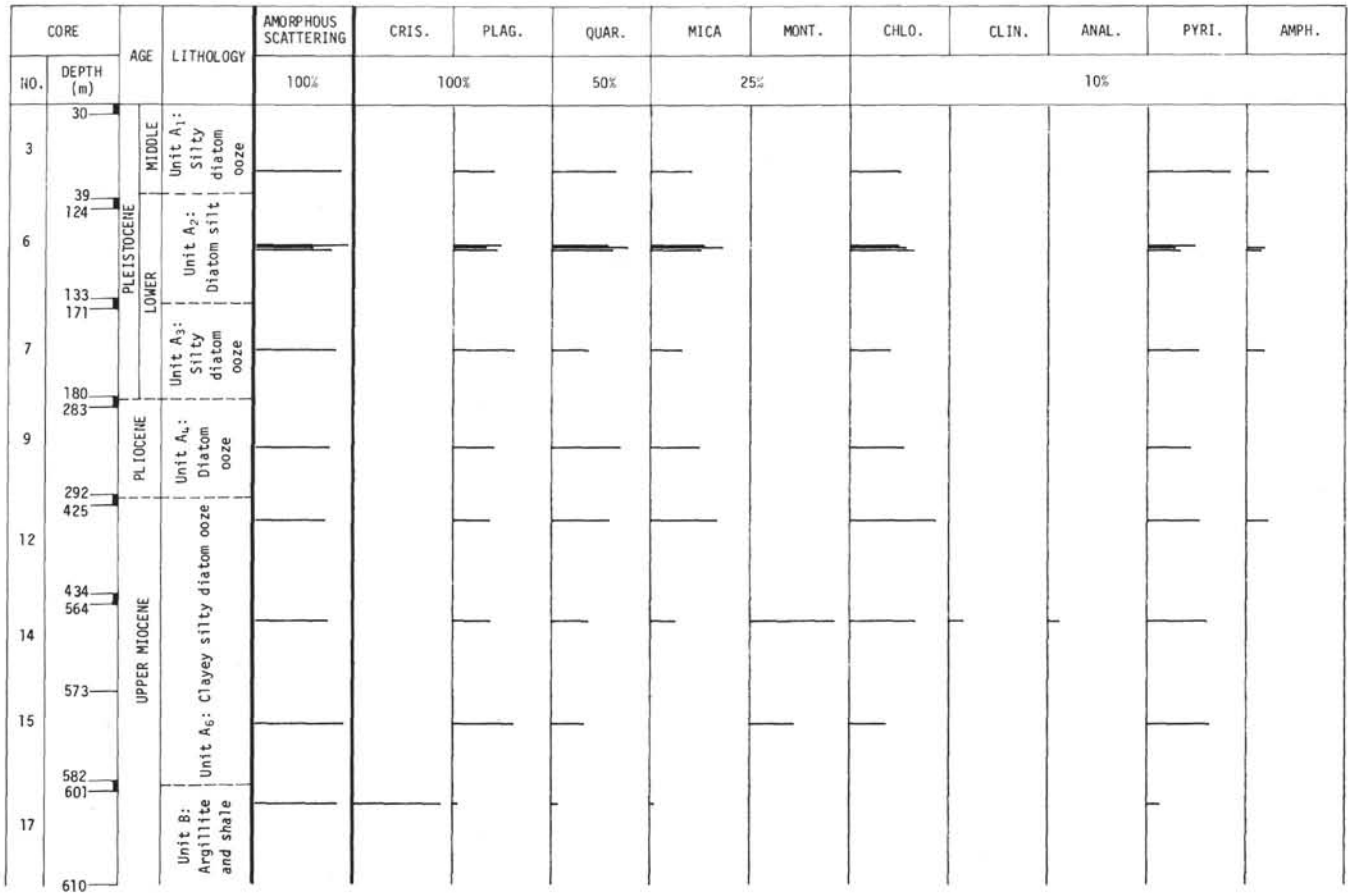 CORE
AGE
LITHOLOGY
AMORPHOUS
SCATTERING
CRIS.
PLAG.
QUAR.
MICA
MONT.
CHLO.
CLIN.
ANAL.
PYRI.
AMPH.
NO.
DEPTH
(m)
100%
100%
50%
25%
10%
30
3
39
124
6
133
171
7
180
283
9
292
425
12
434
564
14
573
15
582
601
17
610
PLEISTOCENE
MIDDLE
LOWER
PLIOCENE
UPPER MIOCENE
Unit A₁:
Silty
diatom
ooze
Unit A₂:
Diatom silt
Unit A₃:
Silty
diatom
ooze
Unit A₄:
Diatom
ooze
Unit A₆: Clayey silty diatom ooze
Unit B:
Argillite
and shale